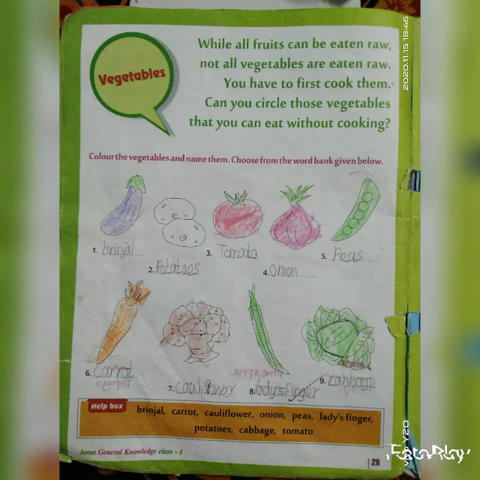 Vegetables
While all fruits can be eaten raw,
not all vegetables are eaten raw.
You have to first cook them.
Can you circle those vegetables
that you can eat without cooking?
Colour the vegetables and name them. Choose from the word bank given below.
1. brinjal
2. Potatoes
3. Tomato
4. Onion
5. Peas
6. Carrot
7.
8. lady's finger
9. cabbage
Help box
brinjal, carrot, cauliflower, onion, peas, lady's finger,
potatoes, cabbage, tomato
Janet General Knowledge class - 1
28
2020.11.15 18:46